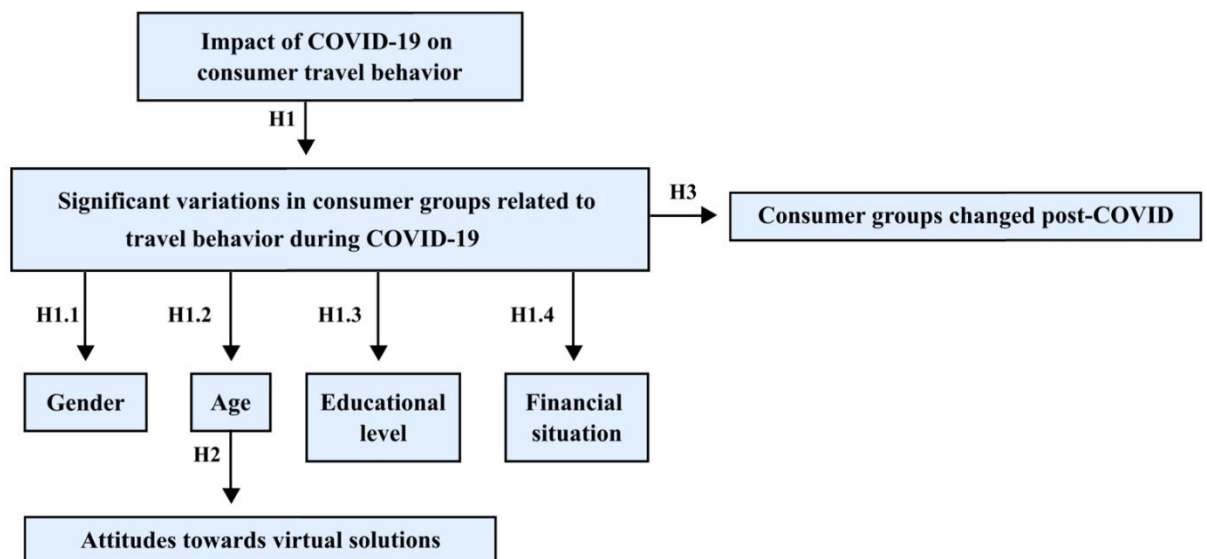 Impact of COVID-19 on
consumer travel behavior
H1
Significant variations in consumer groups related to
travel behavior during COVID-19
H3
Consumer groups changed post-COVID
H1.1
H1.2
H1.3
H1.4
Gender
Age
Educational
level
Financial
situation
H2
Attitudes towards virtual solutions